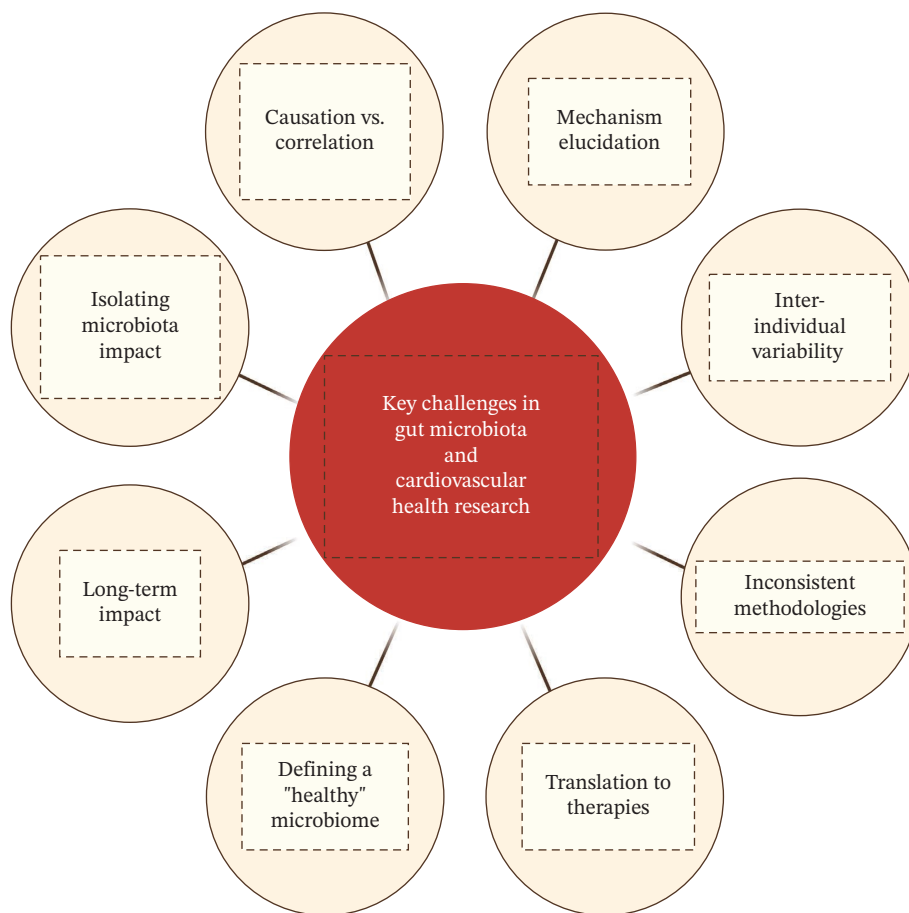 Causation vs.
correlation
Mechanism
elucidation
Isolating
microbiota
impact
Inter-
individual
variability
Key challenges in
gut microbiota
and
cardiovascular
health research
Long-term
impact
Inconsistent
methodologies
Defining a
"healthy"
microbiome
Translation to
therapies